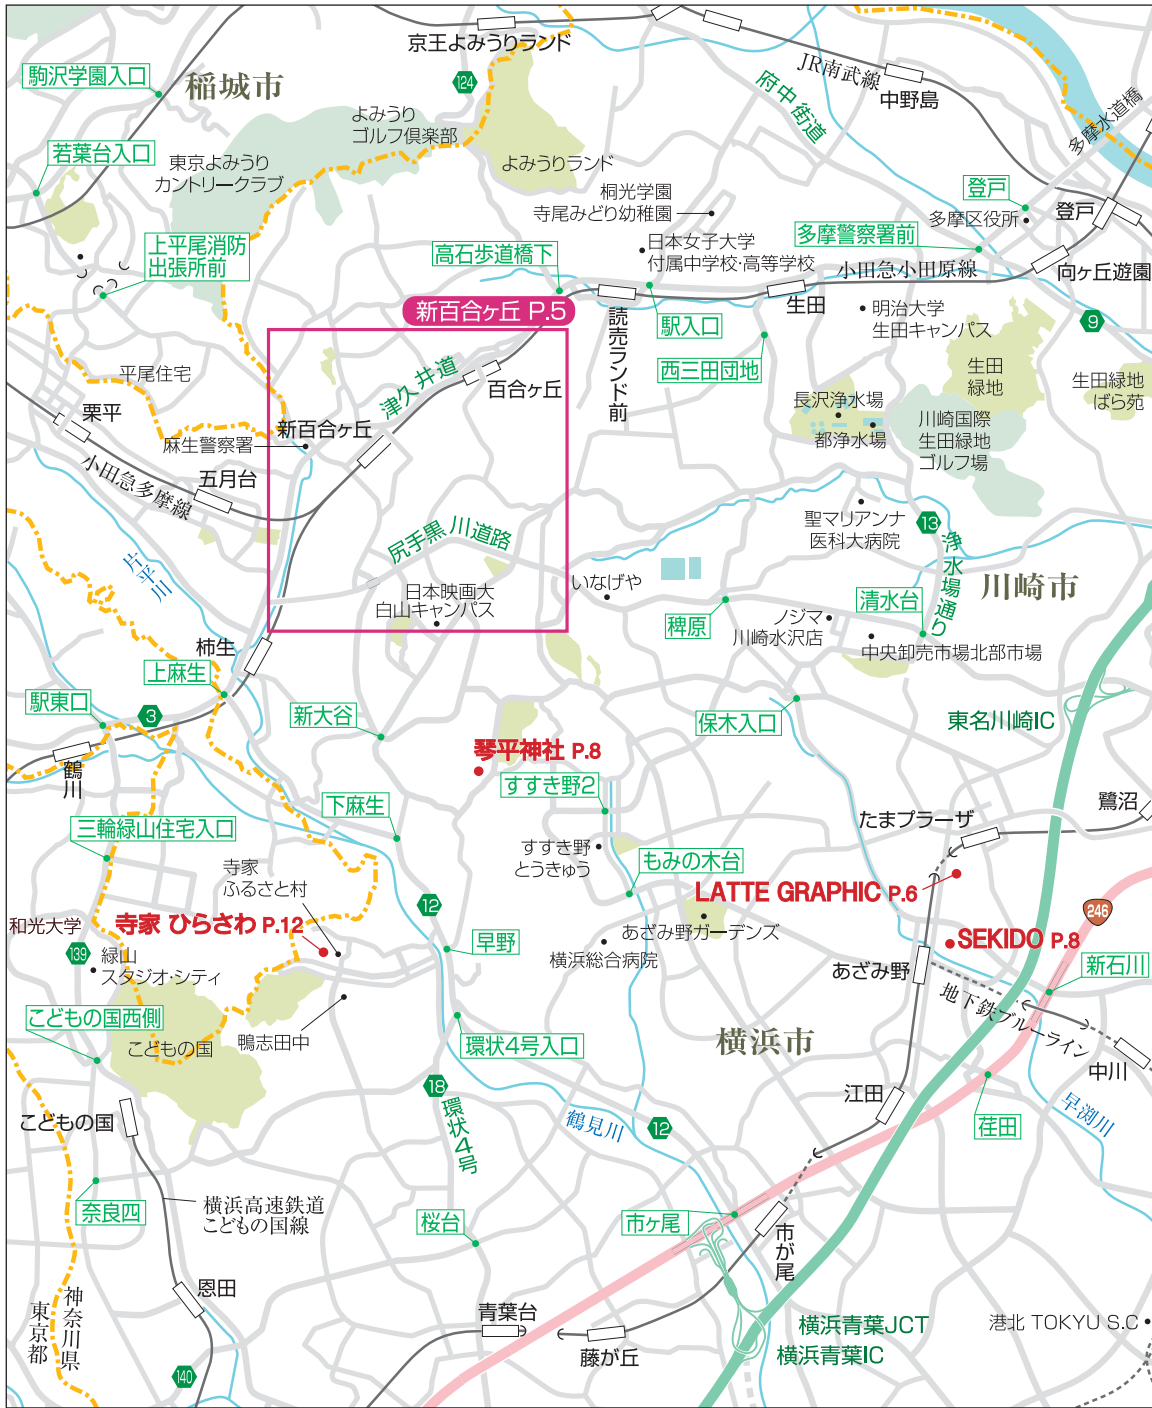 京王よみうりランド
駒沢学園入口
稲城市
124
JR南武線
中野島
府中街道
多摩水道橋
よみうり
ゴルフ倶楽部
若葉台入口
東京よみうり
カントリークラブ
よみうりランド
桐光学園
寺尾みどり幼稚園
登戸
多摩区役所
登戸
上平尾消防
出張所前
高石歩道橋下
日本女子大学
付属中学校・高等学校
多摩警察署前
小田急小田原線
向ヶ丘遊園
新百合ヶ丘 P.5
読売ランド前
駅入口
生田
明治大学
生田キャンパス
9
西三田団地
平尾住宅
津久井道
百合ヶ丘
生田
緑地
生田緑地
ばら苑
栗平
新百合ヶ丘
麻生警察署
長沢浄水場
都浄水場
川崎国際
生田緑地
ゴルフ場
小田急多摩線
五月台
聖マリアンナ
医科大病院
13
浄水場通り
片平川
尻手黒川道路
日本映画大
白山キャンパス
いなげや
川崎市
稗原
ノジマ
川崎水沢店
清水台
中央卸売市場北部市場
柿生
上麻生
駅東口
3
新大谷
保木入口
東名川崎IC
鶴川
琴平神社 P.8
すすき野2
下麻生
たまプラーザ
鷺沼
三輪緑山住宅入口
寺家
ふるさと村
すすき野
とうきゅう
もみの木台
LATTE GRAPHIC P.6
246
和光大学
寺家 ひらさわ P.12
12
あざみ野ガーデンズ
SEKIDO P.8
139
緑山
スタジオ・シティ
早野
横浜総合病院
あざみ野
新石川
こどもの国西側
こどもの国
鴨志田中
環状4号入口
横浜市
地下鉄ブルーライン
中川
18
環状4号
鶴見川
12
江田
荏田
早渕川
こどもの国
奈良四
横浜高速鉄道
こどもの国線
桜台
市ヶ尾
市が尾
恩田
東京都
神奈川県
青葉台
藤が丘
横浜青葉JCT
横浜青葉IC
港北 TOKYU S.C
140